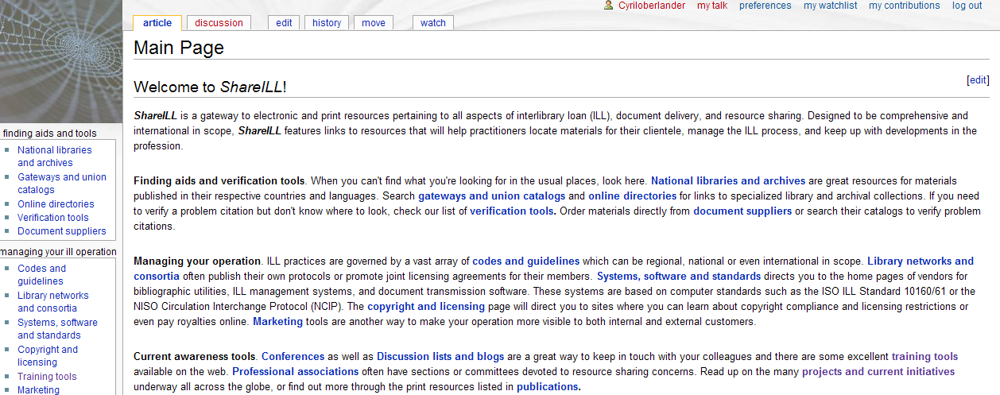 Cyriloberlander my talk preferences my watchlist my contributions log out
article discussion edit history move watch
Main Page
Welcome to ShareILL!
[edit]
ShareILL is a gateway to electronic and print resources pertaining to all aspects of interlibrary loan (ILL), document delivery, and resource sharing. Designed to be comprehensive and
international in scope, ShareILL features links to resources that will help practitioners locate materials for their clientele, manage the ILL process, and keep up with developments in the
profession.
Finding aids and verification tools. When you can't find what you're looking for in the usual places, look here. National libraries and archives are great resources for materials
published in their respective countries and languages. Search gateways and union catalogs and online directories for links to specialized library and archival collections. If you need
to verify a problem citation but don't know where to look, check our list of verification tools. Order materials directly from document suppliers or search their catalogs to verify problem
citations.
Managing your operation. ILL practices are governed by a vast array of codes and guidelines which can be regional, national or even international in scope. Library networks and
consortia often publish their own protocols or promote joint licensing agreements for their members. Systems, software and standards directs you to the home pages of vendors for
bibliographic utilities, ILL management systems, and document transmission software. These systems are based on computer standards such as the ISO ILL Standard 10160/61 or the
NISO Circulation Interchange Protocol (NCIP). The copyright and licensing page will direct you to sites where you can learn about copyright compliance and licensing restrictions or
even pay royalties online. Marketing tools are another way to make your operation more visible to both internal and external customers.
Current awareness tools. Conferences as well as Discussion lists and blogs are a great way to keep in touch with your colleagues and there are some excellent training tools
available on the web. Professional associations often have sections or committees devoted to resource sharing concerns. Read up on the many projects and current initiatives
underway all across the globe, or find out more through the print resources listed in publications.
finding aids and tools
National libraries
and archives
Gateways and union
catalogs
Online directories
Verification tools
Document suppliers
managing your ill operation
Codes and
guidelines
Library networks
and consortia
Systems, software
and standards
Copyright and
licensing
Training tools
Marketing